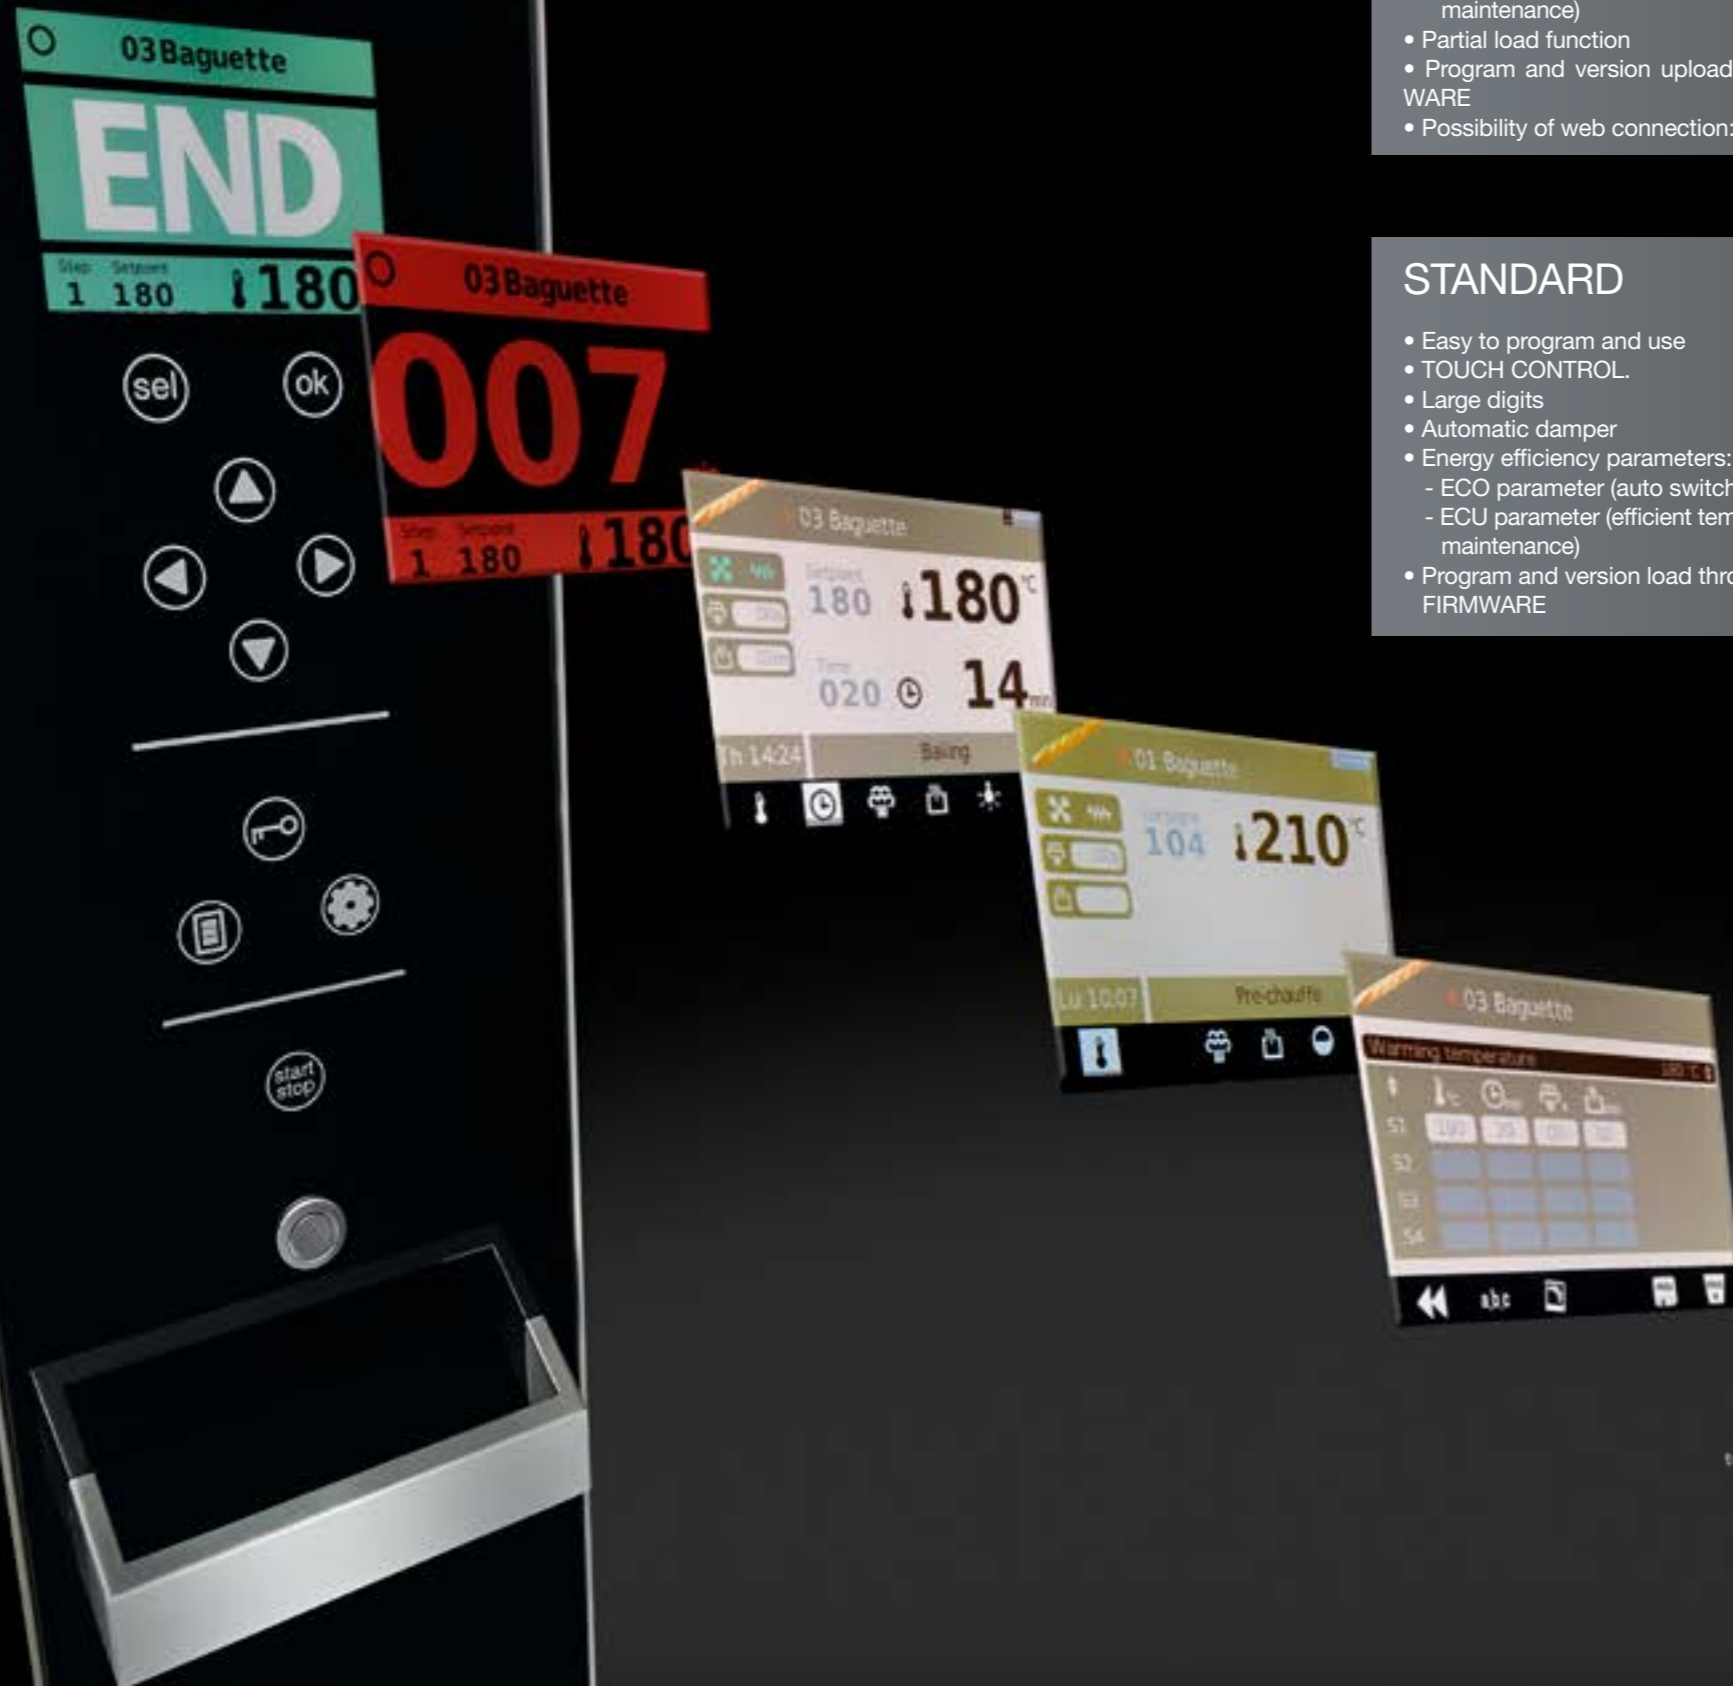 03 Baguette
END
Step Setpoint
1 180 180
sel
ok
start
stop
03 Baguette
007
Step Setpoint
1 180 180
03 Baguette
Setpoint
180 180 °C
Time
020 14 min
Th 14:24 Baking
01 Baguette
104 210 °C
Lu 10:07 Pre-chauffe
03 Baguette
Warming temperature
180 °C
S1
S2
S3
S4
abc
maintenance)
• Partial load function
• Program and version upload
WARE
• Possibility of web connection:
STANDARD
• Easy to program and use
• TOUCH CONTROL.
• Large digits
• Automatic damper
• Energy efficiency parameters:
- ECO parameter (auto switch
- ECU parameter (efficient tem
maintenance)
• Program and version load thro
FIRMWARE